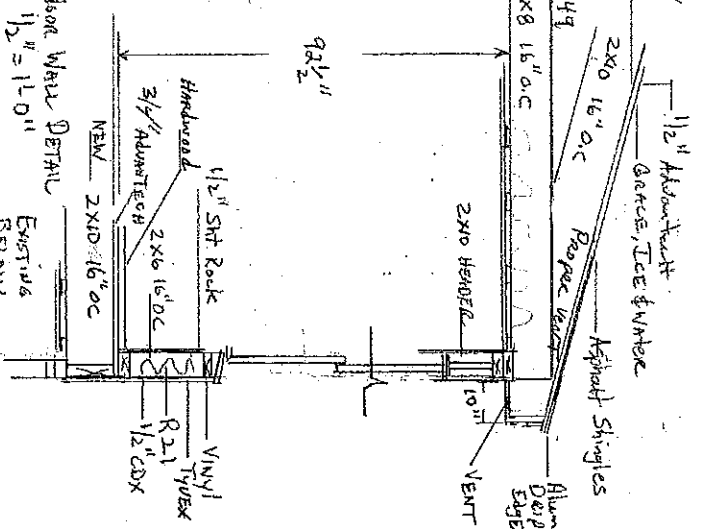 1/2" Advantech
GRACE, ICE & WATER
Asphalt Shingles
2X10 16" O.C
Proper Vent
X8 16" O.C
Alum
Drip
Edge
10"
VENT
2X10 HEADER
92 1/2"
1/2" Sht Rock
HARDWOOD
3/4" ADVANTECH
2X6 16" OC
NEW 2X10 16" OC
VINYL
TYVEX
R21
1/2" CDX
WALL DETAIL
1/2" = 1'-0"
EXISTING